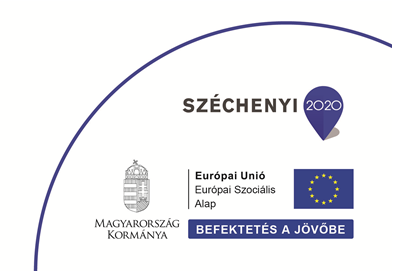 SZÉCHENYI 2020
Európai Unió
Európai Szociális
Alap
MAGYARORSZÁG
KORMÁNYA
BEFEKTETÉS A JÖVŐBE